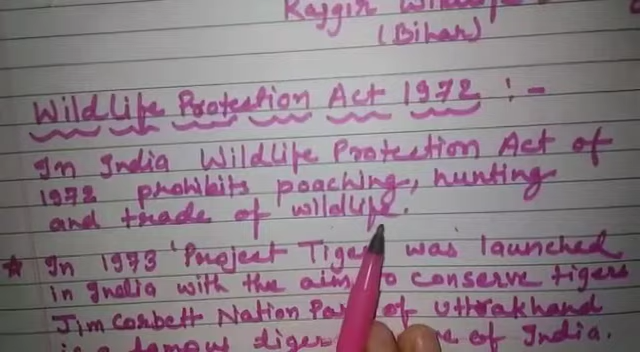 Rajgir
(Bihar)
Wildlife Protection Act 1972 :-
In India Wildlife Protection Act of
1972 prohibits poaching, hunting
and trade of wildlife.
* In 1973 'Project Tiger was launched
in India with the aim to conserve tigers
Jim Corbett Nation Park of Uttrakhand
is a famous tiger of India.